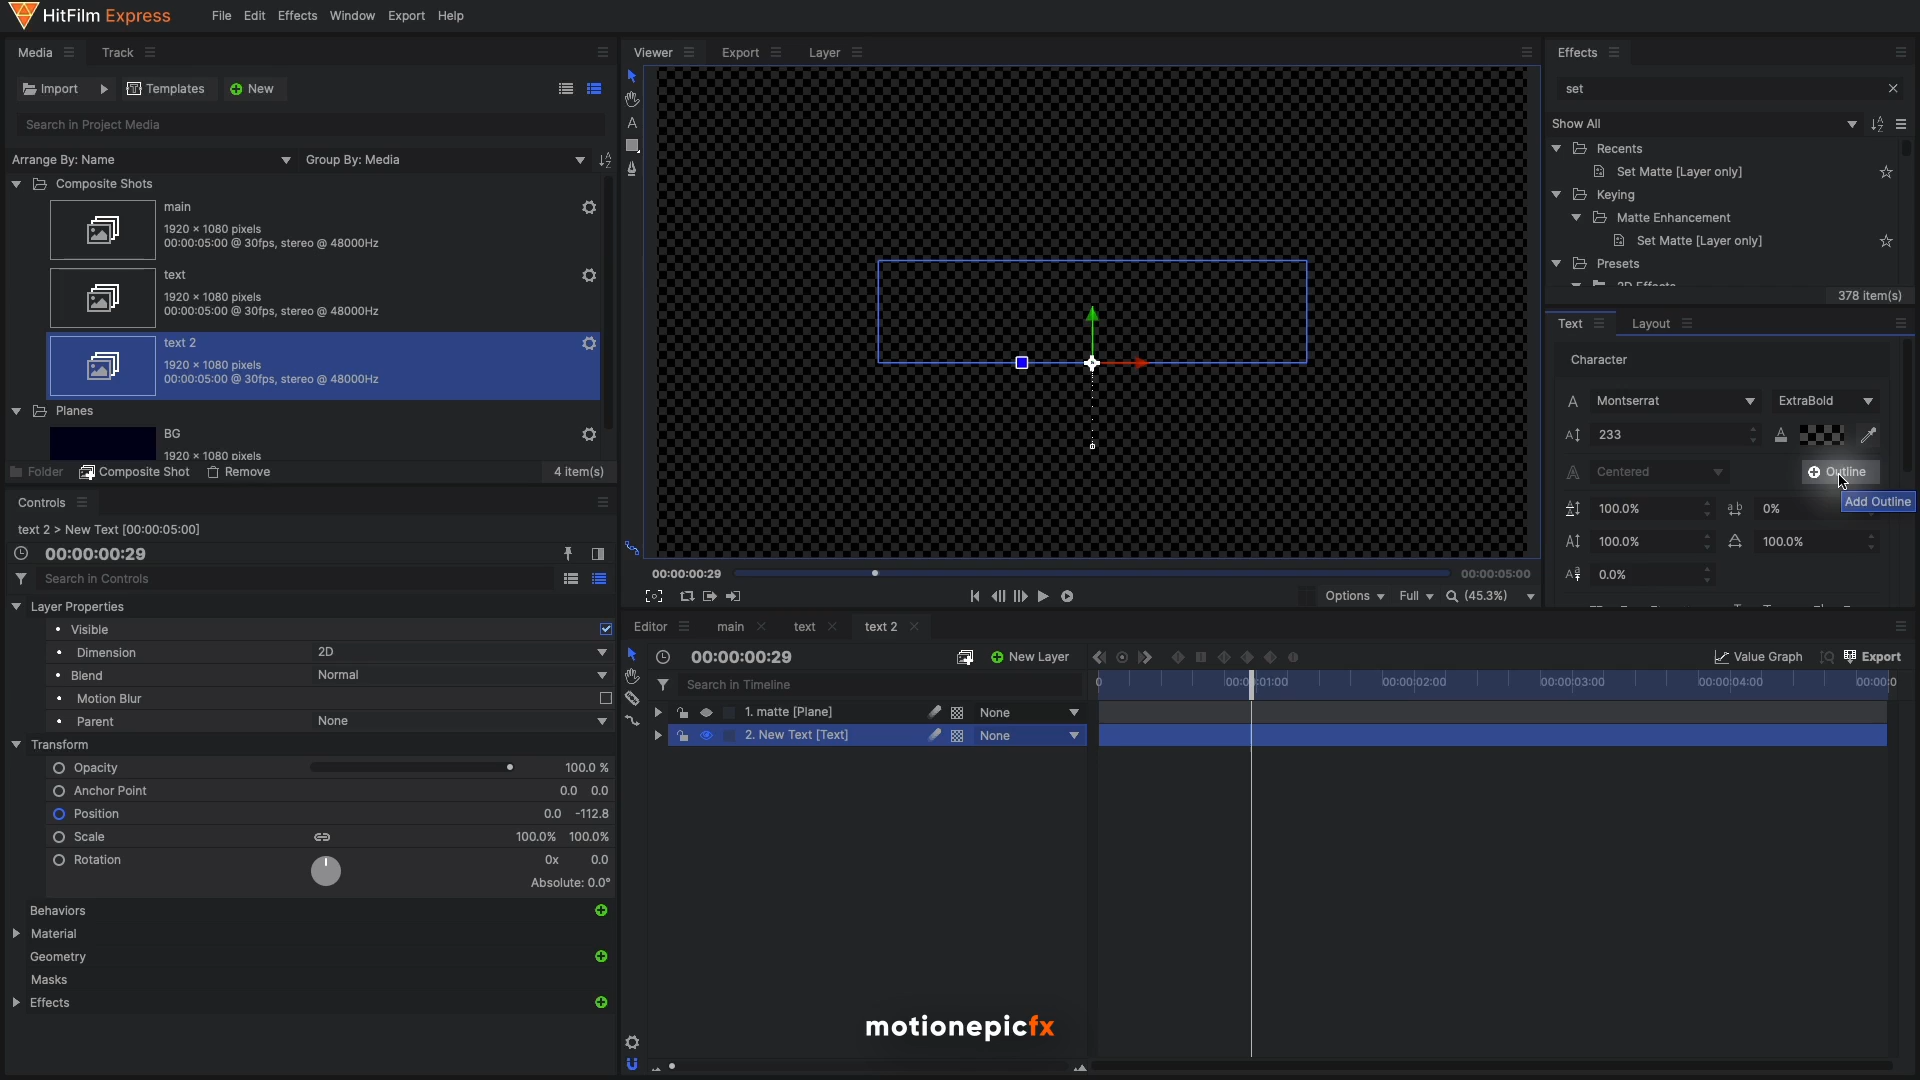 HitFilm Express
File Edit Effects Window Export Help
Media
Track
Import
Templates
New
Search in Project Media
Arrange By: Name
Group By: Media
Composite Shots
main
1920 × 1080 pixels
00:00:05:00 @ 30fps, stereo @ 48000Hz
text
1920 × 1080 pixels
00:00:05:00 @ 30fps, stereo @ 48000Hz
text 2
1920 × 1080 pixels
00:00:05:00 @ 30fps, stereo @ 48000Hz
Planes
BG
1920 × 1080 pixels
Folder
Composite Shot
Remove
4 item(s)
Controls
text 2 > New Text [00:00:05:00]
00:00:00:29
Search in Controls
Layer Properties
Visible
Dimension 2D
Blend Normal
Motion Blur
Parent None
Transform
Opacity 100.0 %
Anchor Point 0.0 0.0
Position 0.0 -112.8
Scale 100.0% 100.0%
Rotation 0x 0.0
Absolute: 0.0°
Behaviors
Material
Geometry
Masks
Effects
Viewer
Export
Layer
00:00:00:29
00:00:05:00
Options
Full
(45.3%)
Editor
main
text
text 2
00:00:00:29
New Layer
Value Graph
Export
Search in Timeline
0 00:00:01:00 00:00:02:00 00:00:03:00 00:00:04:00 00:00:0
1. matte [Plane] None
2. New Text [Text] None
motionepicfx
Effects
set
Show All
Recents
Set Matte [Layer only]
Keying
Matte Enhancement
Set Matte [Layer only]
Presets
2D Effects
378 item(s)
Text
Layout
Character
Montserrat
ExtraBold
233
Centered
Outline
Add Outline
100.0%
0%
100.0%
100.0%
0.0%